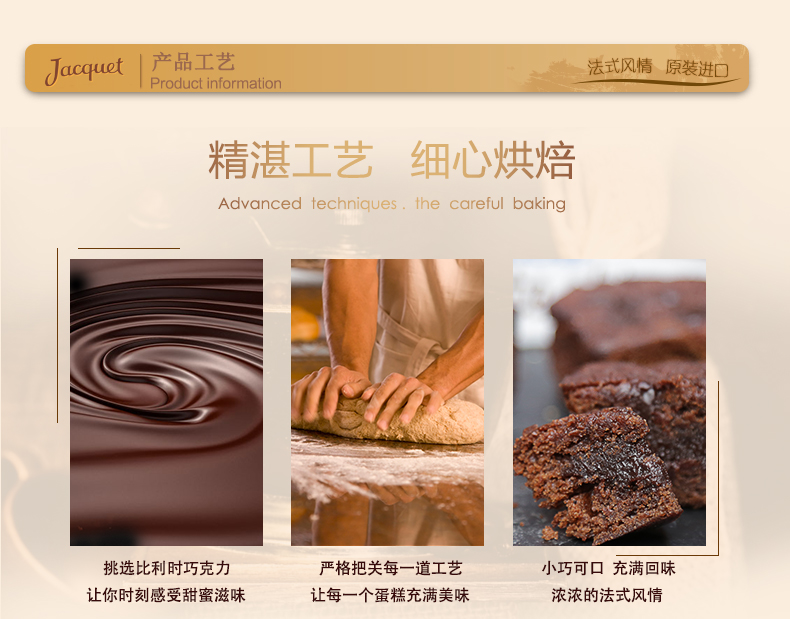 Jacquet
产品工艺
Product information
法式风情 原装进口
精湛工艺 细心烘焙
Advanced techniques . the careful baking
挑选比利时巧克力
让你时刻感受甜蜜滋味
严格把关每一道工艺
让每一个蛋糕充满美味
小巧可口 充满回味
浓浓的法式风情